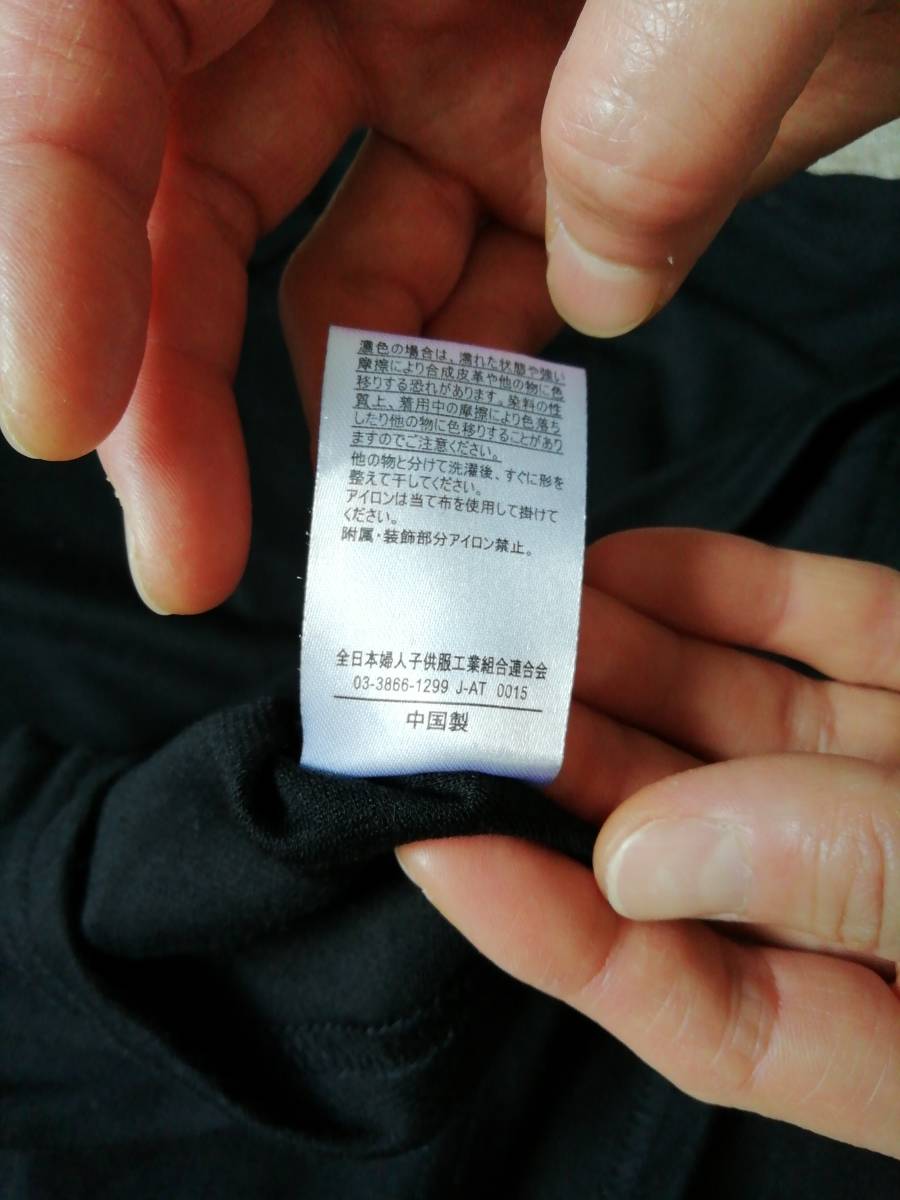 濃色の場合は、濡れた状態や強い
摩擦により合成皮革や他の物に色
移りする恐れがあります。染料の性
質上、着用中の摩擦により色落ち
したり他の物に色移りすることがあり
ますのでご注意ください。
他の物と分けて洗濯後、すぐに形を
整えて干してください。
アイロンは当て布を使用して掛けて
ください。
附属・装飾部分アイロン禁止。
全日本婦人子供服工業組合連合会
03-3866-1299 J-AT 0015
中国製